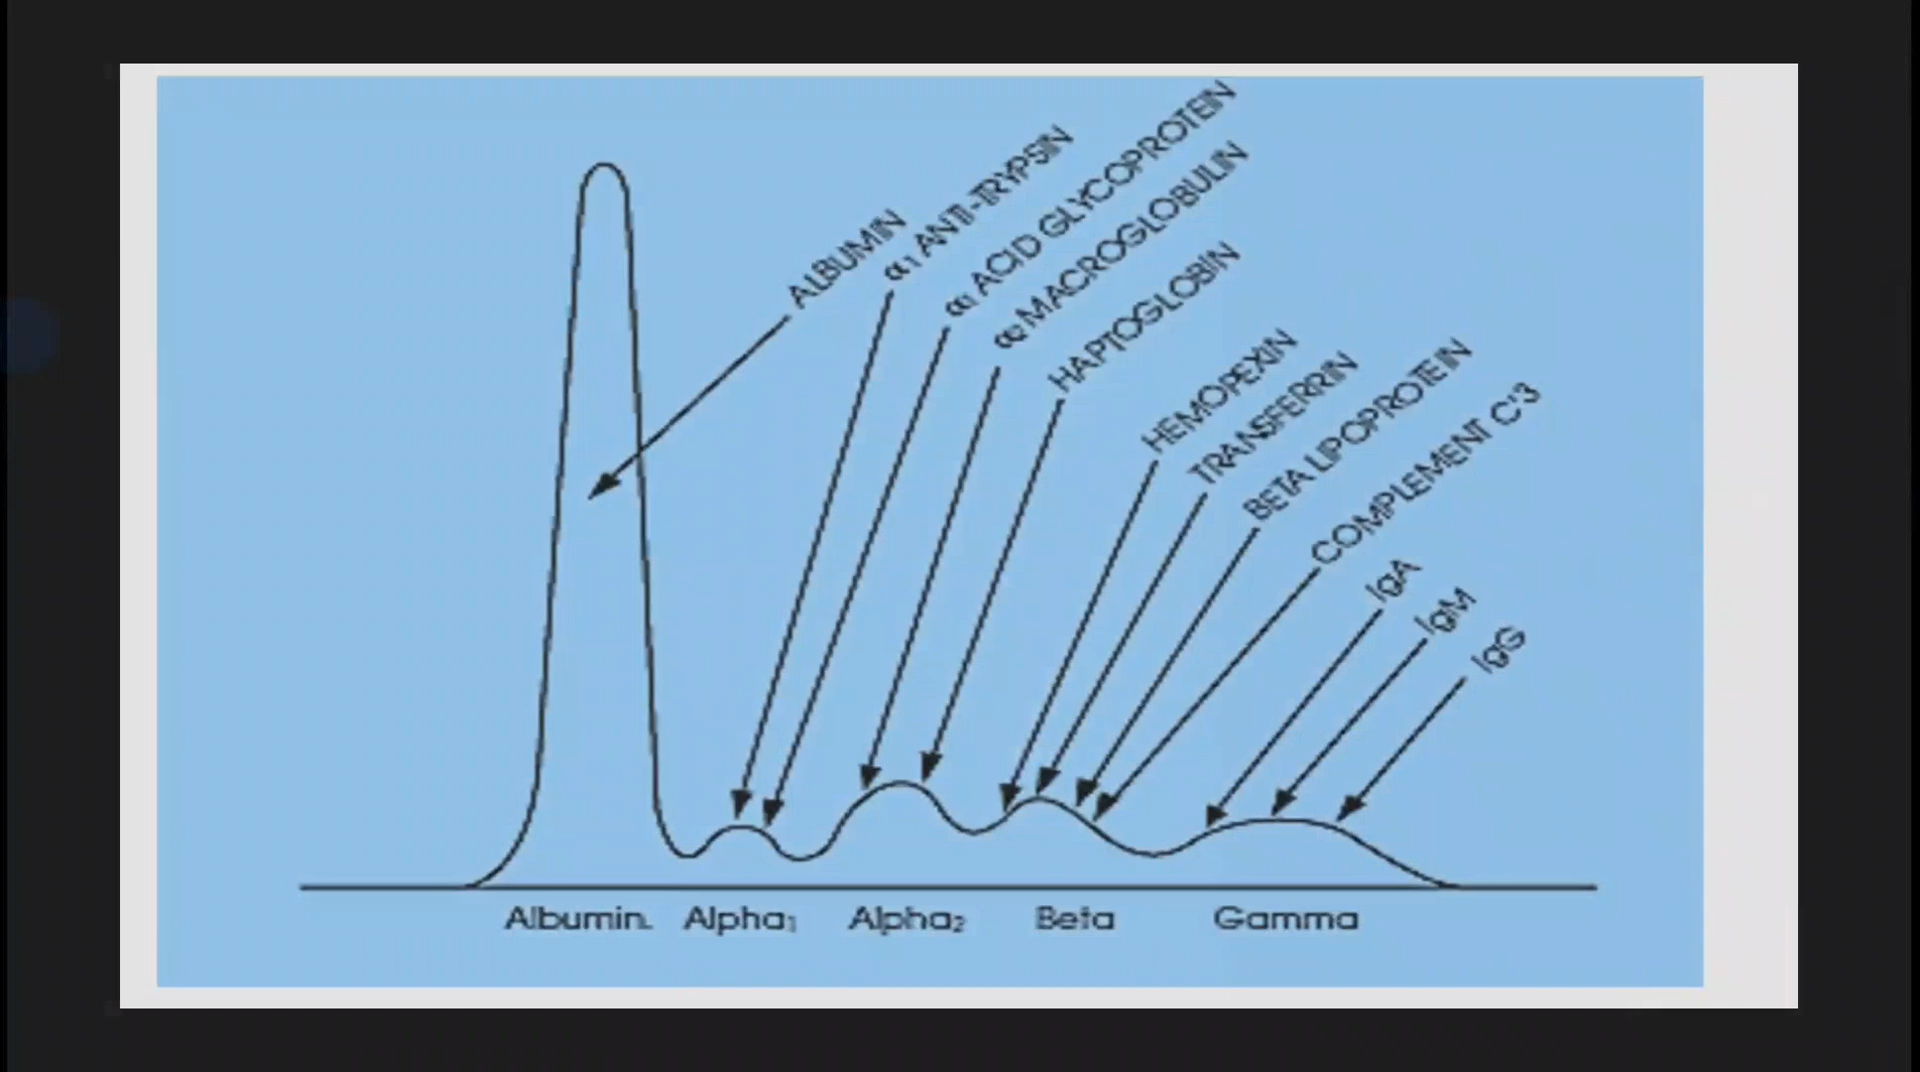 ALBUMIN
α₁ ANTI-TRYPSIN
α₁ ACID GLYCOPROTEIN
α₂ MACROGLOBULIN
HAPTOGLOBIN
HEMOPEXIN
TRANSFERRIN
BETA LIPOPROTEIN
COMPLEMENT C'3
IgA
IgM
IgG
Albumin. Alpha₁ Alpha₂ Beta Gamma